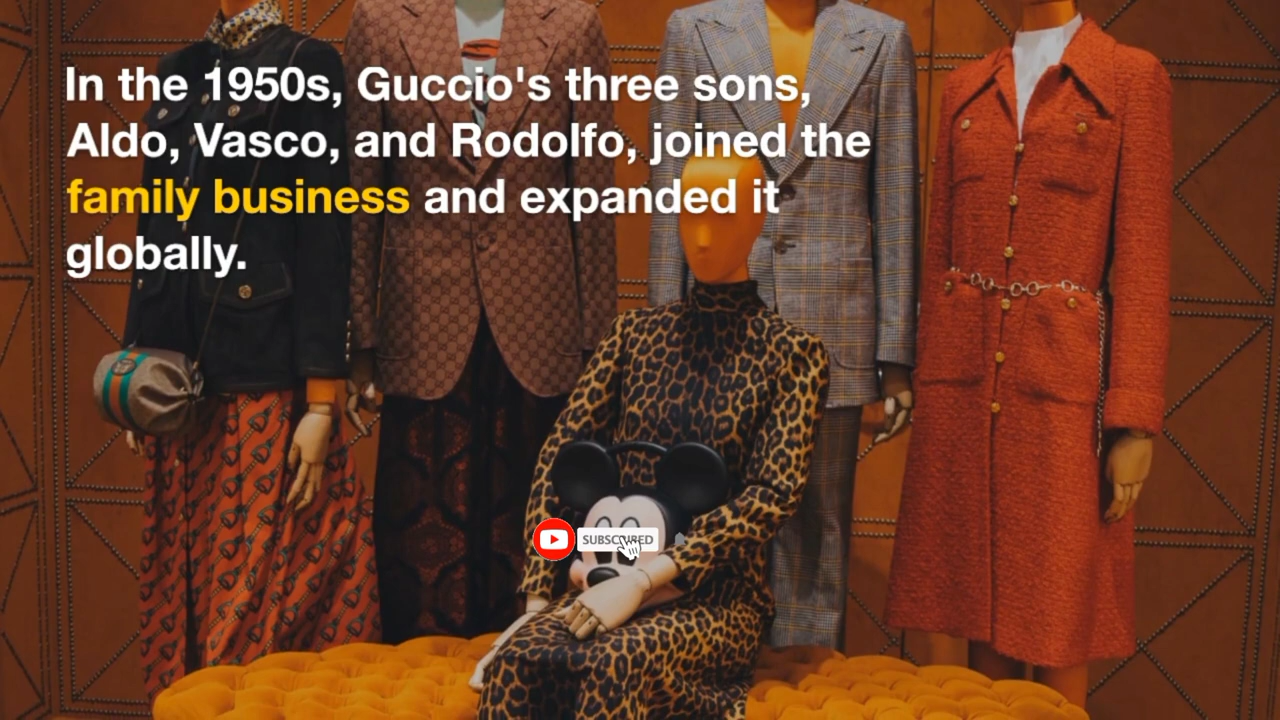 In the 1950s, Guccio's three sons,
Aldo, Vasco, and Rodolfo, joined the
family business and expanded it
globally.
SUBSCRIBED